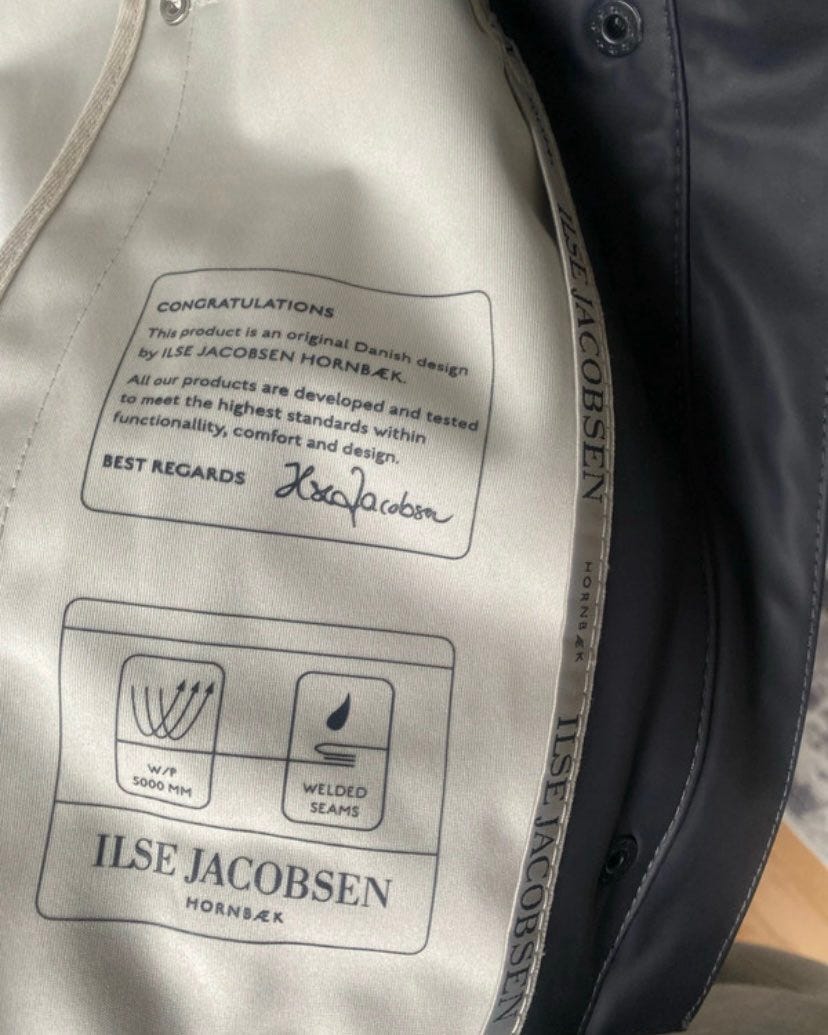 CONGRATULATIONS
This product is an original Danish design
by ILSE JACOBSEN HORNBÆK.
All our products are developed and tested
to meet the highest standards within
functionallity, comfort and design.
BEST REGARDS Ilse Jacobsen
W/P
5000 MM
WELDED
SEAMS
ILSE JACOBSEN
HORNBÆK
ILSE JACOBSEN
HORNBÆK
ILSE JACOBSEN